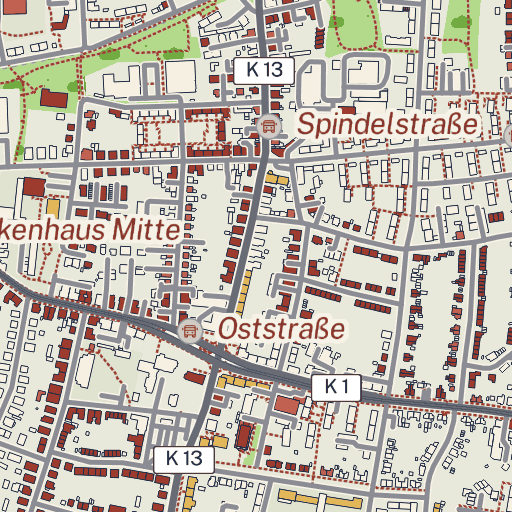 K 13
Spindelstraße
kenhaus Mitte
Oststraße
K 1
K 13